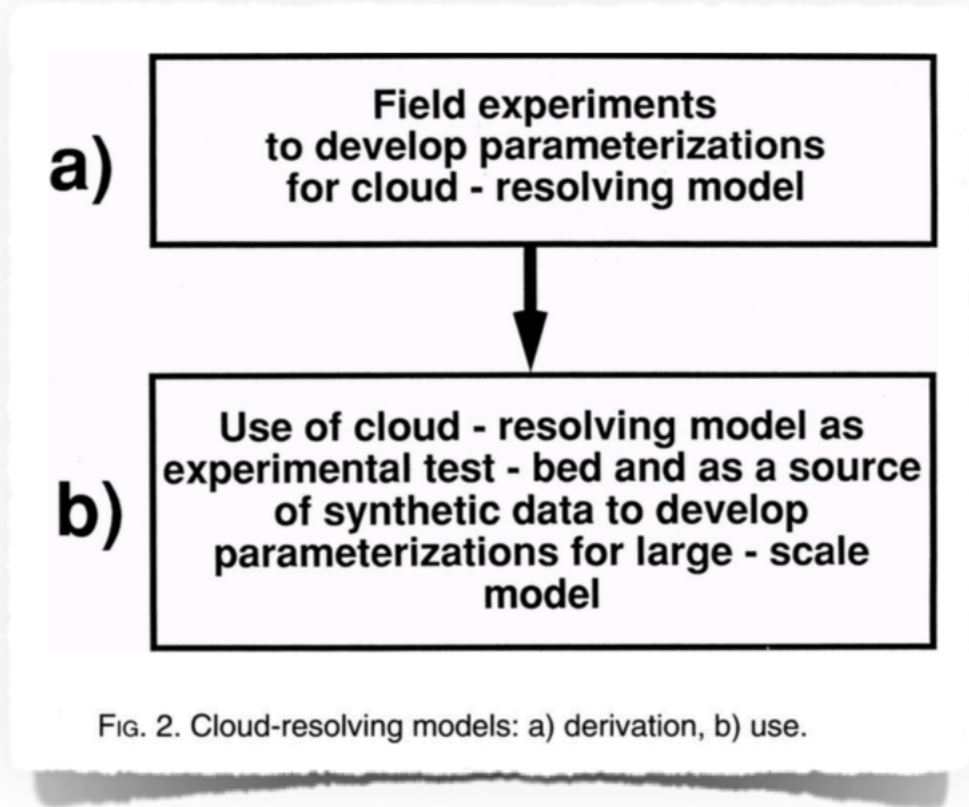 a)
Field experiments
to develop parameterizations
for cloud - resolving model
b)
Use of cloud - resolving model as
experimental test - bed and as a source
of synthetic data to develop
parameterizations for large - scale
model
FIG. 2. Cloud-resolving models: a) derivation, b) use.